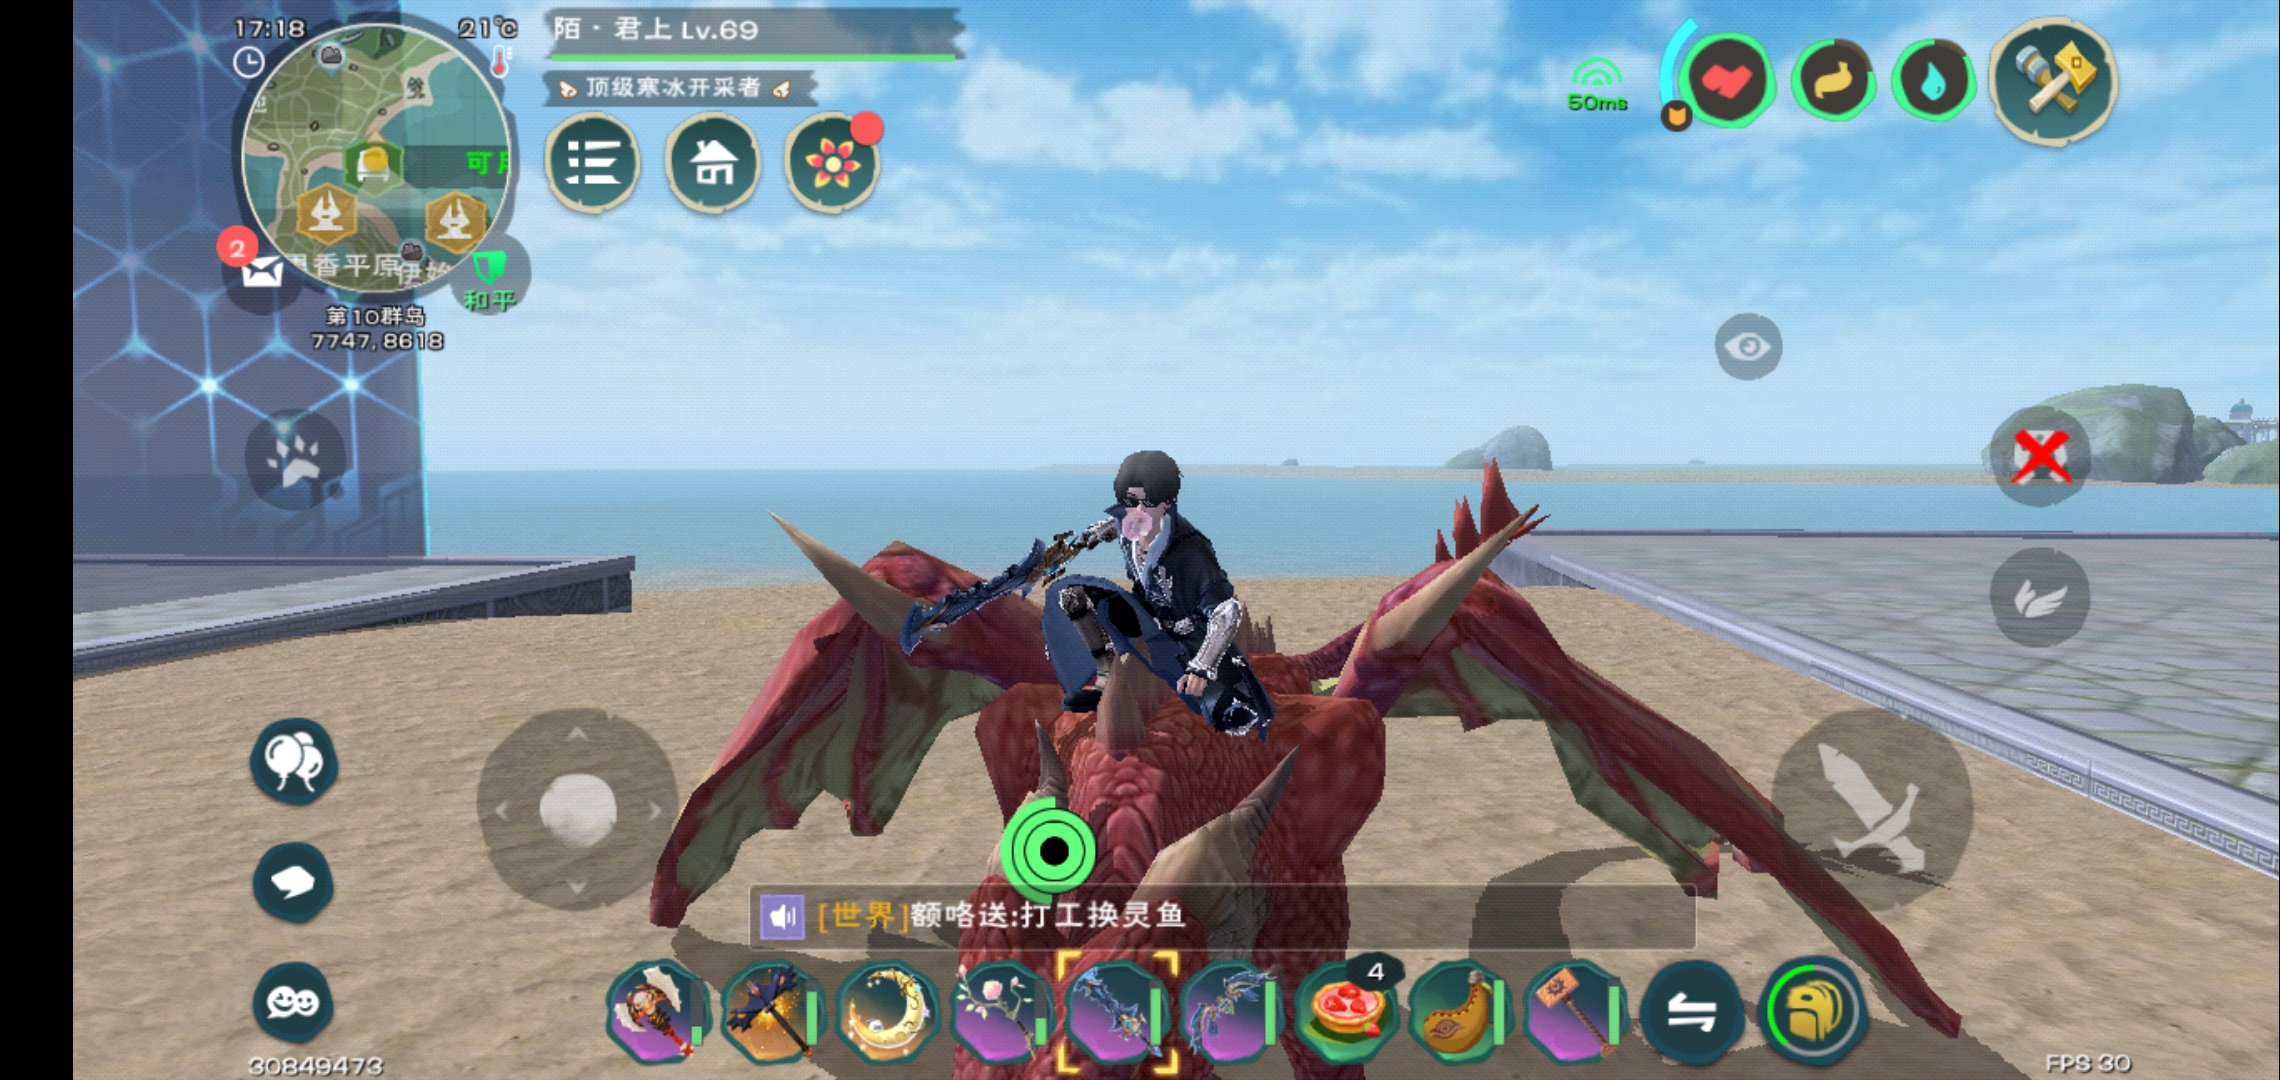 17:18
21℃
陌·君上 Lv.69
顶级寒冰开采者
50ms
2
香平原
伊始
和平
第10群岛
7747, 8618
[世界]额咯送:打工换灵鱼
4
30849473
FPS 30